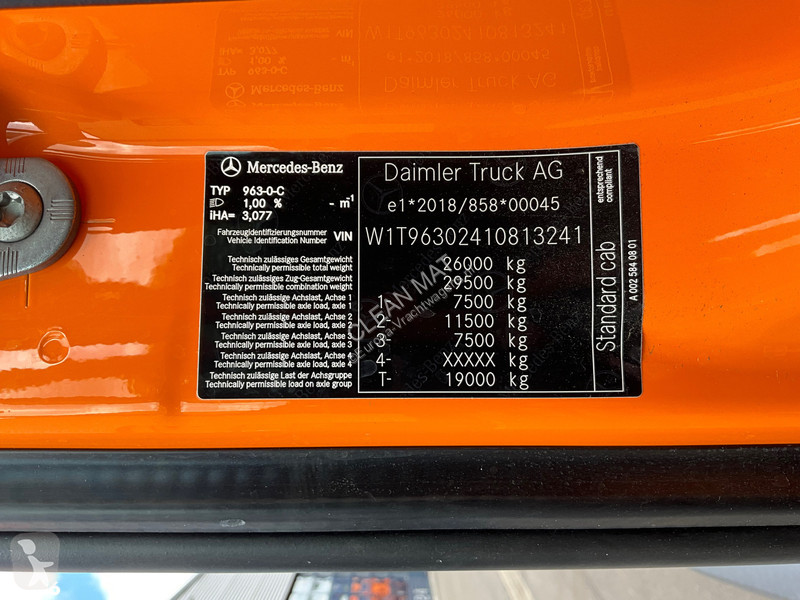 Mercedes-Benz
TYP 963-0-C
1,00 % - m⁻¹
iHA= 3,077
Fahrzeugidentifizierungsnummer
Vehicle Identification Number VIN
Technisch zulässiges Gesamtgewicht
Technically permissible total weight
Technisch zulässiges Zug-Gesamtgewicht
Technically permissible combination weight
Technisch zulässige Achslast, Achse 1
Technically permissible axle load, axle 1
Technisch zulässige Achslast, Achse 2
Technically permissible axle load, axle 2
Technisch zulässige Achslast, Achse 3
Technically permissible axle load, axle 3
Technisch zulässige Achslast, Achse 4
Technically permissible axle load, axle 4
Technisch zulässige Last der Achsgruppe
Technically permissible load on axle group
Daimler Truck AG
e1*2018/858*00045
W1T96302410813241
26000 kg
29500 kg
1- 7500 kg
2- 11500 kg
3- 7500 kg
4- XXXXX kg
T- 19000 kg
entsprechend
compliant
Standard cab
A 002 584 08 01
CLEAN MAT
Europa-Vrachtwagen